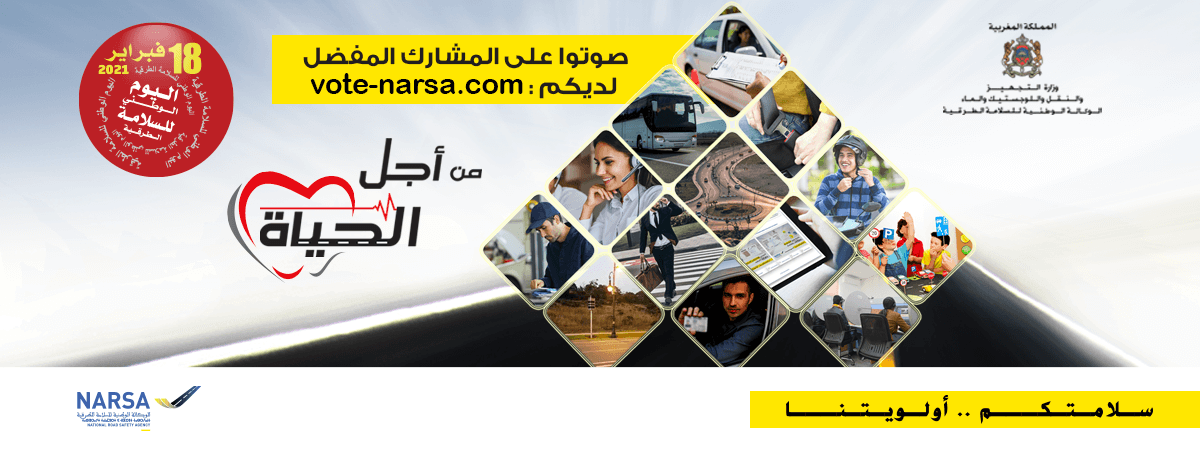 18 فبراير
2021
اليوم
الوطني
للسلامة
الطرقية
صوتوا على المشارك المفضل
لديكم : vote-narsa.com
المملكة المغربية
وزارة التجهيز
والنقل واللوجستيك والماء
الوكالة الوطنية للسلامة الطرقية
من أجل
الحياة
NARSA
الوكالة الوطنية للسلامة الطرقية
NATIONAL ROAD SAFETY AGENCY
سلامتكم .. أولويتنا